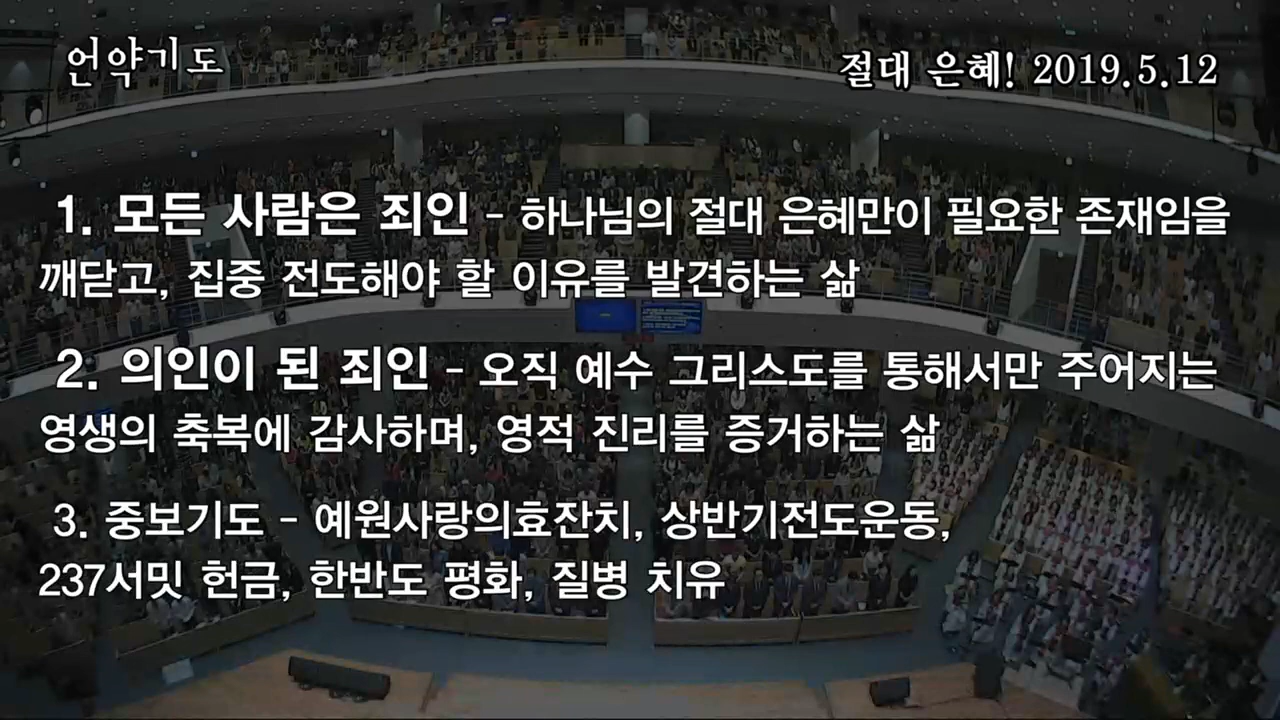 언약기도
절대 은혜! 2019.5.12
1. 모든 사람은 죄인 - 하나님의 절대 은혜만이 필요한 존재임을
깨닫고, 집중 전도해야 할 이유를 발견하는 삶
2. 의인이 된 죄인 - 오직 예수 그리스도를 통해서만 주어지는
영생의 축복에 감사하며, 영적 진리를 증거하는 삶
3. 중보기도 - 예원사랑의효잔치, 상반기전도운동,
237서밋 헌금, 한반도 평화, 질병 치유